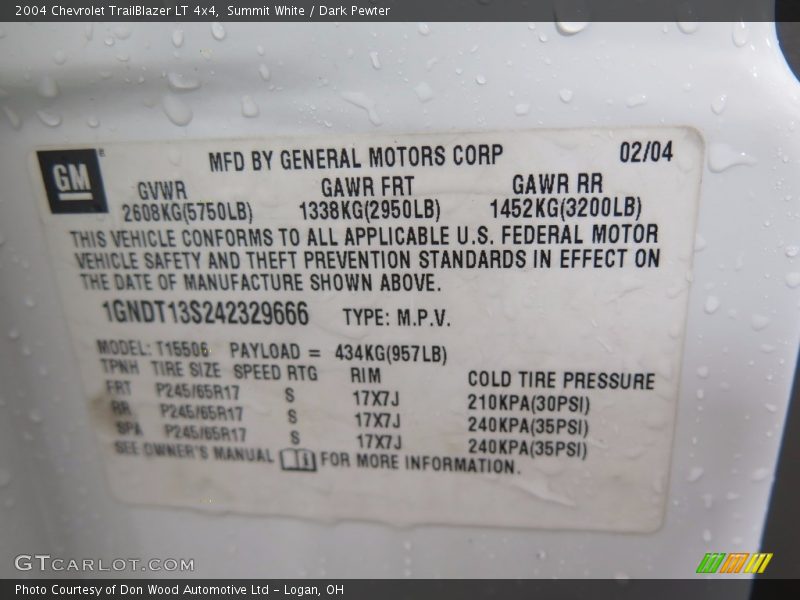 2004 Chevrolet TrailBlazer LT 4x4,  Summit White / Dark Pewter
GM®
MFD BY GENERAL MOTORS CORP 02/04
GVWR GAWR FRT GAWR RR
2608KG(5750LB) 1338KG(2950LB) 1452KG(3200LB)
THIS VEHICLE CONFORMS TO ALL APPLICABLE U.S. FEDERAL MOTOR
VEHICLE SAFETY AND THEFT PREVENTION STANDARDS IN EFFECT ON
THE DATE OF MANUFACTURE SHOWN ABOVE.
1GNDT13S242329666 TYPE: M.P.V.
MODEL: T15506 PAYLOAD = 434KG(957LB)
TPNH TIRE SIZE SPEED RTG RIM COLD TIRE PRESSURE
FRT P245/65R17 S 17X7J 210KPA(30PSI)
RR P245/65R17 S 17X7J 240KPA(35PSI)
SPA P245/65R17 S 17X7J 240KPA(35PSI)
SEE OWNER'S MANUAL FOR MORE INFORMATION.
GTCARLOT.COM
Photo Courtesy of Don Wood Automotive Ltd – Logan, OH